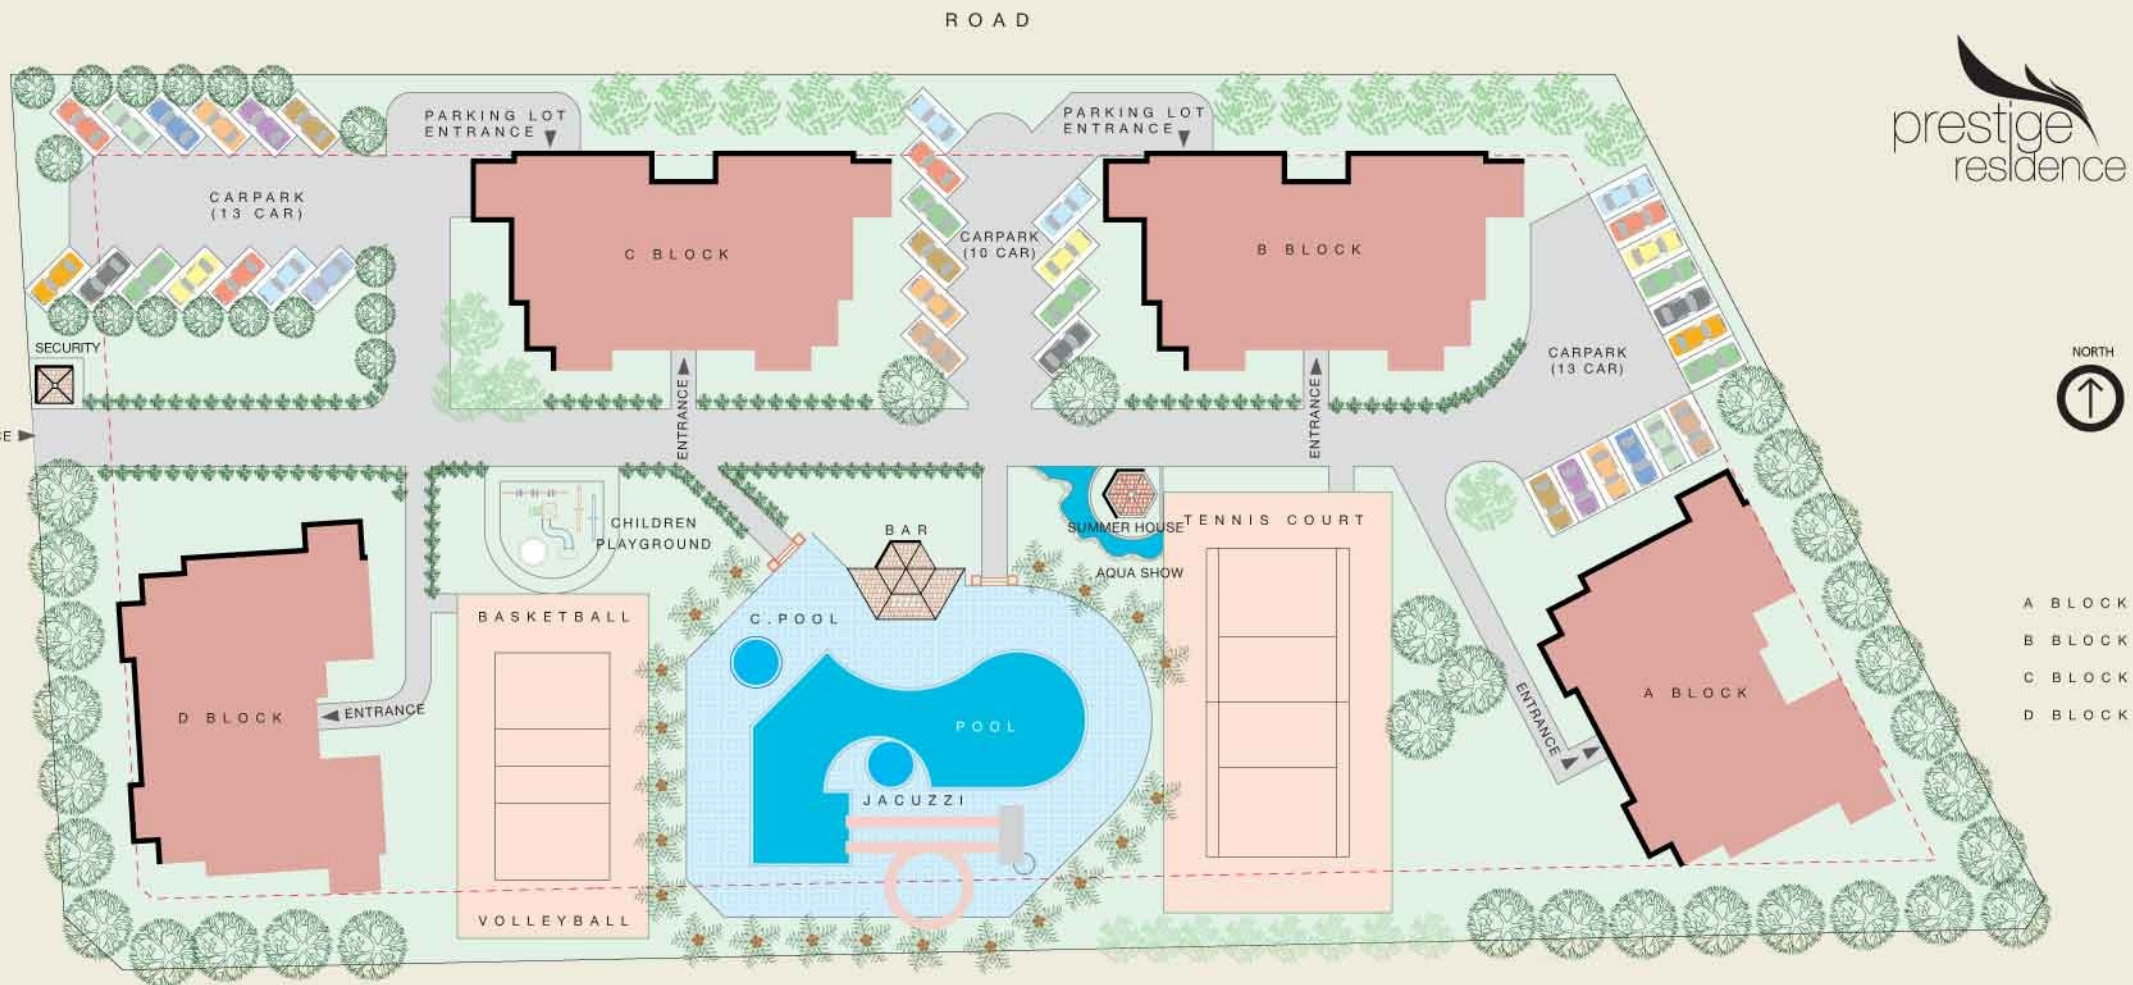 ROAD
prestige
residence
PARKING LOT
ENTRANCE
PARKING LOT
ENTRANCE
CARPARK
(13 CAR)
C BLOCK
CARPARK
(10 CAR)
B BLOCK
SECURITY
CARPARK
(13 CAR)
NORTH
ENTRANCE
ENTRANCE
CHILDREN
PLAYGROUND
BAR
SUMMER HOUSE
TENNIS COURT
AQUA SHOW
BASKETBALL
C.POOL
A BLOCK
B BLOCK
C BLOCK
D BLOCK
D BLOCK
ENTRANCE
POOL
ENTRANCE
A BLOCK
JACUZZI
VOLLEYBALL